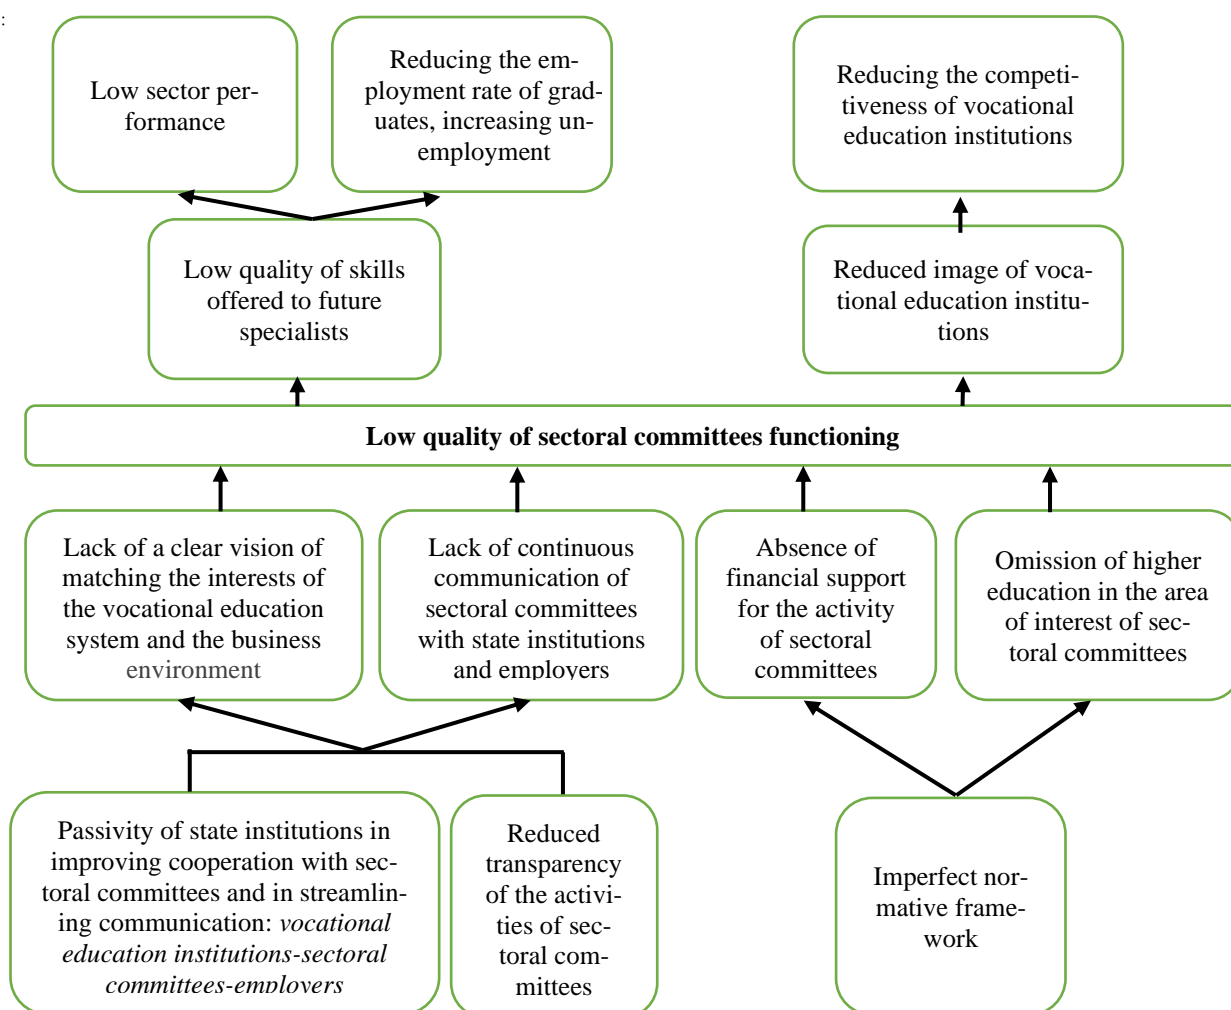 :
Low sector per-
formance
Reducing the em-
ployment rate of grad-
uates, increasing un-
employment
Reducing the competi-
tiveness of vocational
education institutions
Low quality of skills
offered to future
specialists
Reduced image of voca-
tional education institu-
tions
Low quality of sectoral committees functioning
Lack of a clear vision of
matching the interests of
the vocational education
system and the business
environment
Lack of continuous
communication of
sectoral committees
with state institutions
and employers
Absence of
financial support
for the activity
of sectoral
committees
Omission of higher
education in the area
of interest of sec-
toral committees
Passivity of state institutions in
improving cooperation with sec-
toral committees and in streamlin-
ing communication: vocational
education institutions-sectoral
committees-employers
Reduced
transparency
of the activi-
ties of sec-
toral com-
mittees
Imperfect nor-
mative frame-
work